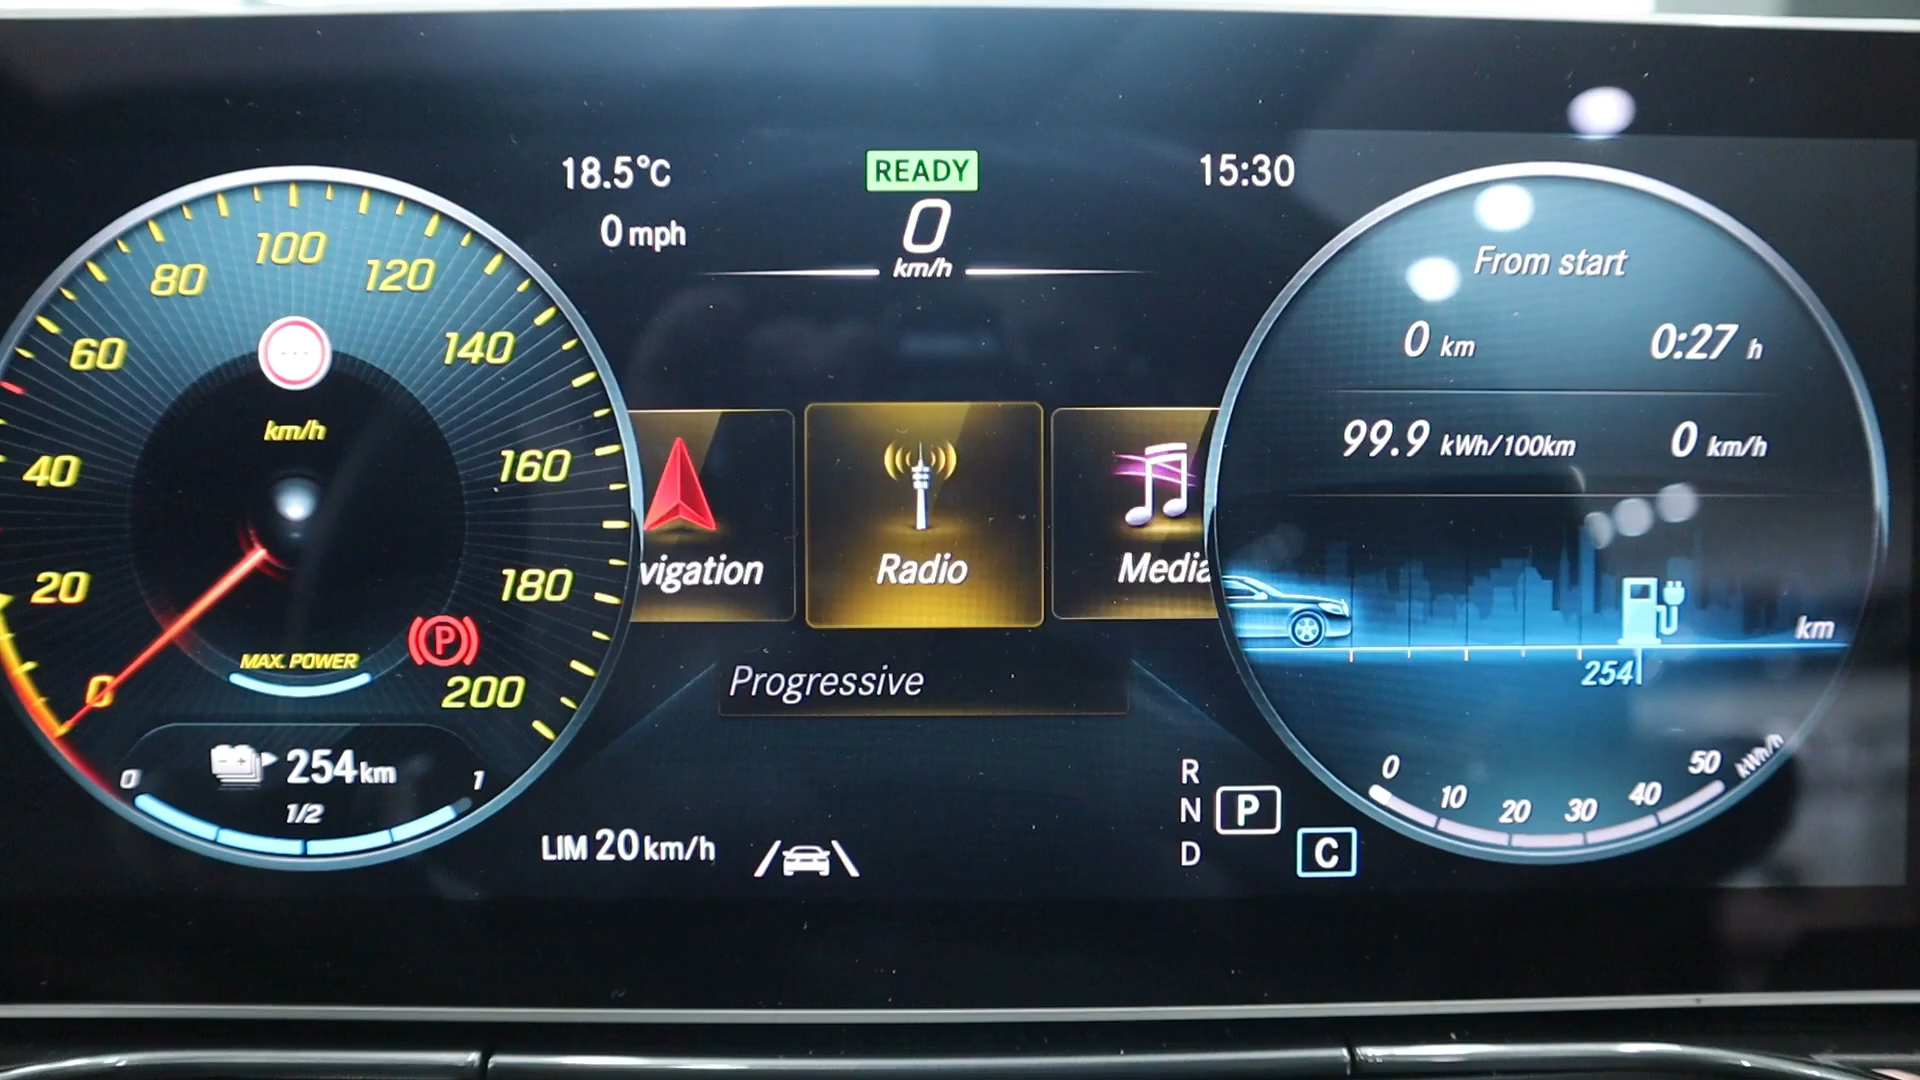 18.5°C
READY
15:30
0 mph
0
km/h
100
80
120
60
140
40
160
20
180
0
200
km/h
MAX. POWER
P
254 km
0
1
1/2
vigation
Radio
Media
Progressive
LIM 20 km/h
R
N
P
D
C
From start
0 km
0:27 h
99.9 kWh/100km
0 km/h
km
254
0
10
20
30
40
50
kWh/h